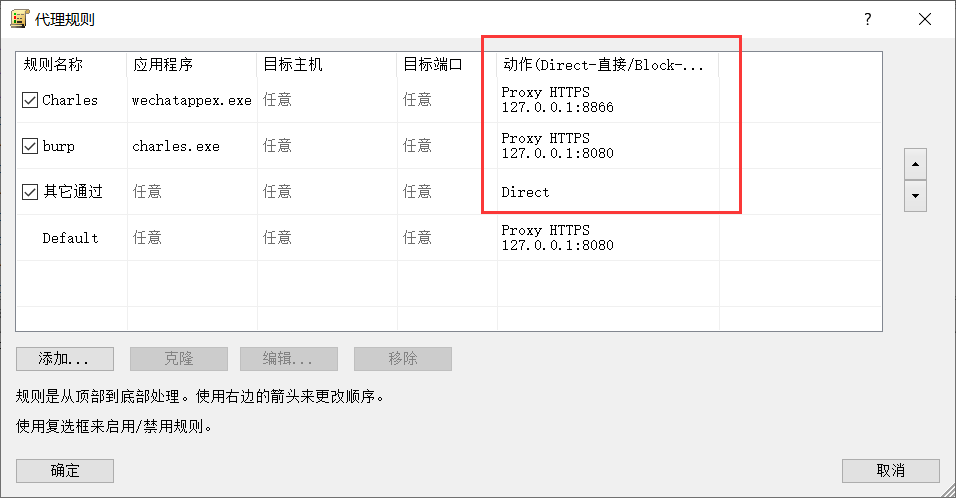 代理规则
规则名称 应用程序 目标主机 目标端口 动作(Direct-直接/Block-...
Charles wechatappex.exe 任意 任意 Proxy HTTPS
127.0.0.1:8866
burp charles.exe 任意 任意 Proxy HTTPS
127.0.0.1:8080
其它通过 任意 任意 任意 Direct
Default 任意 任意 任意 Proxy HTTPS
127.0.0.1:8080
添加... 克隆 编辑... 移除
规则是从顶部到底部处理。使用右边的箭头来更改顺序。
使用复选框来启用/禁用规则。
确定 取消